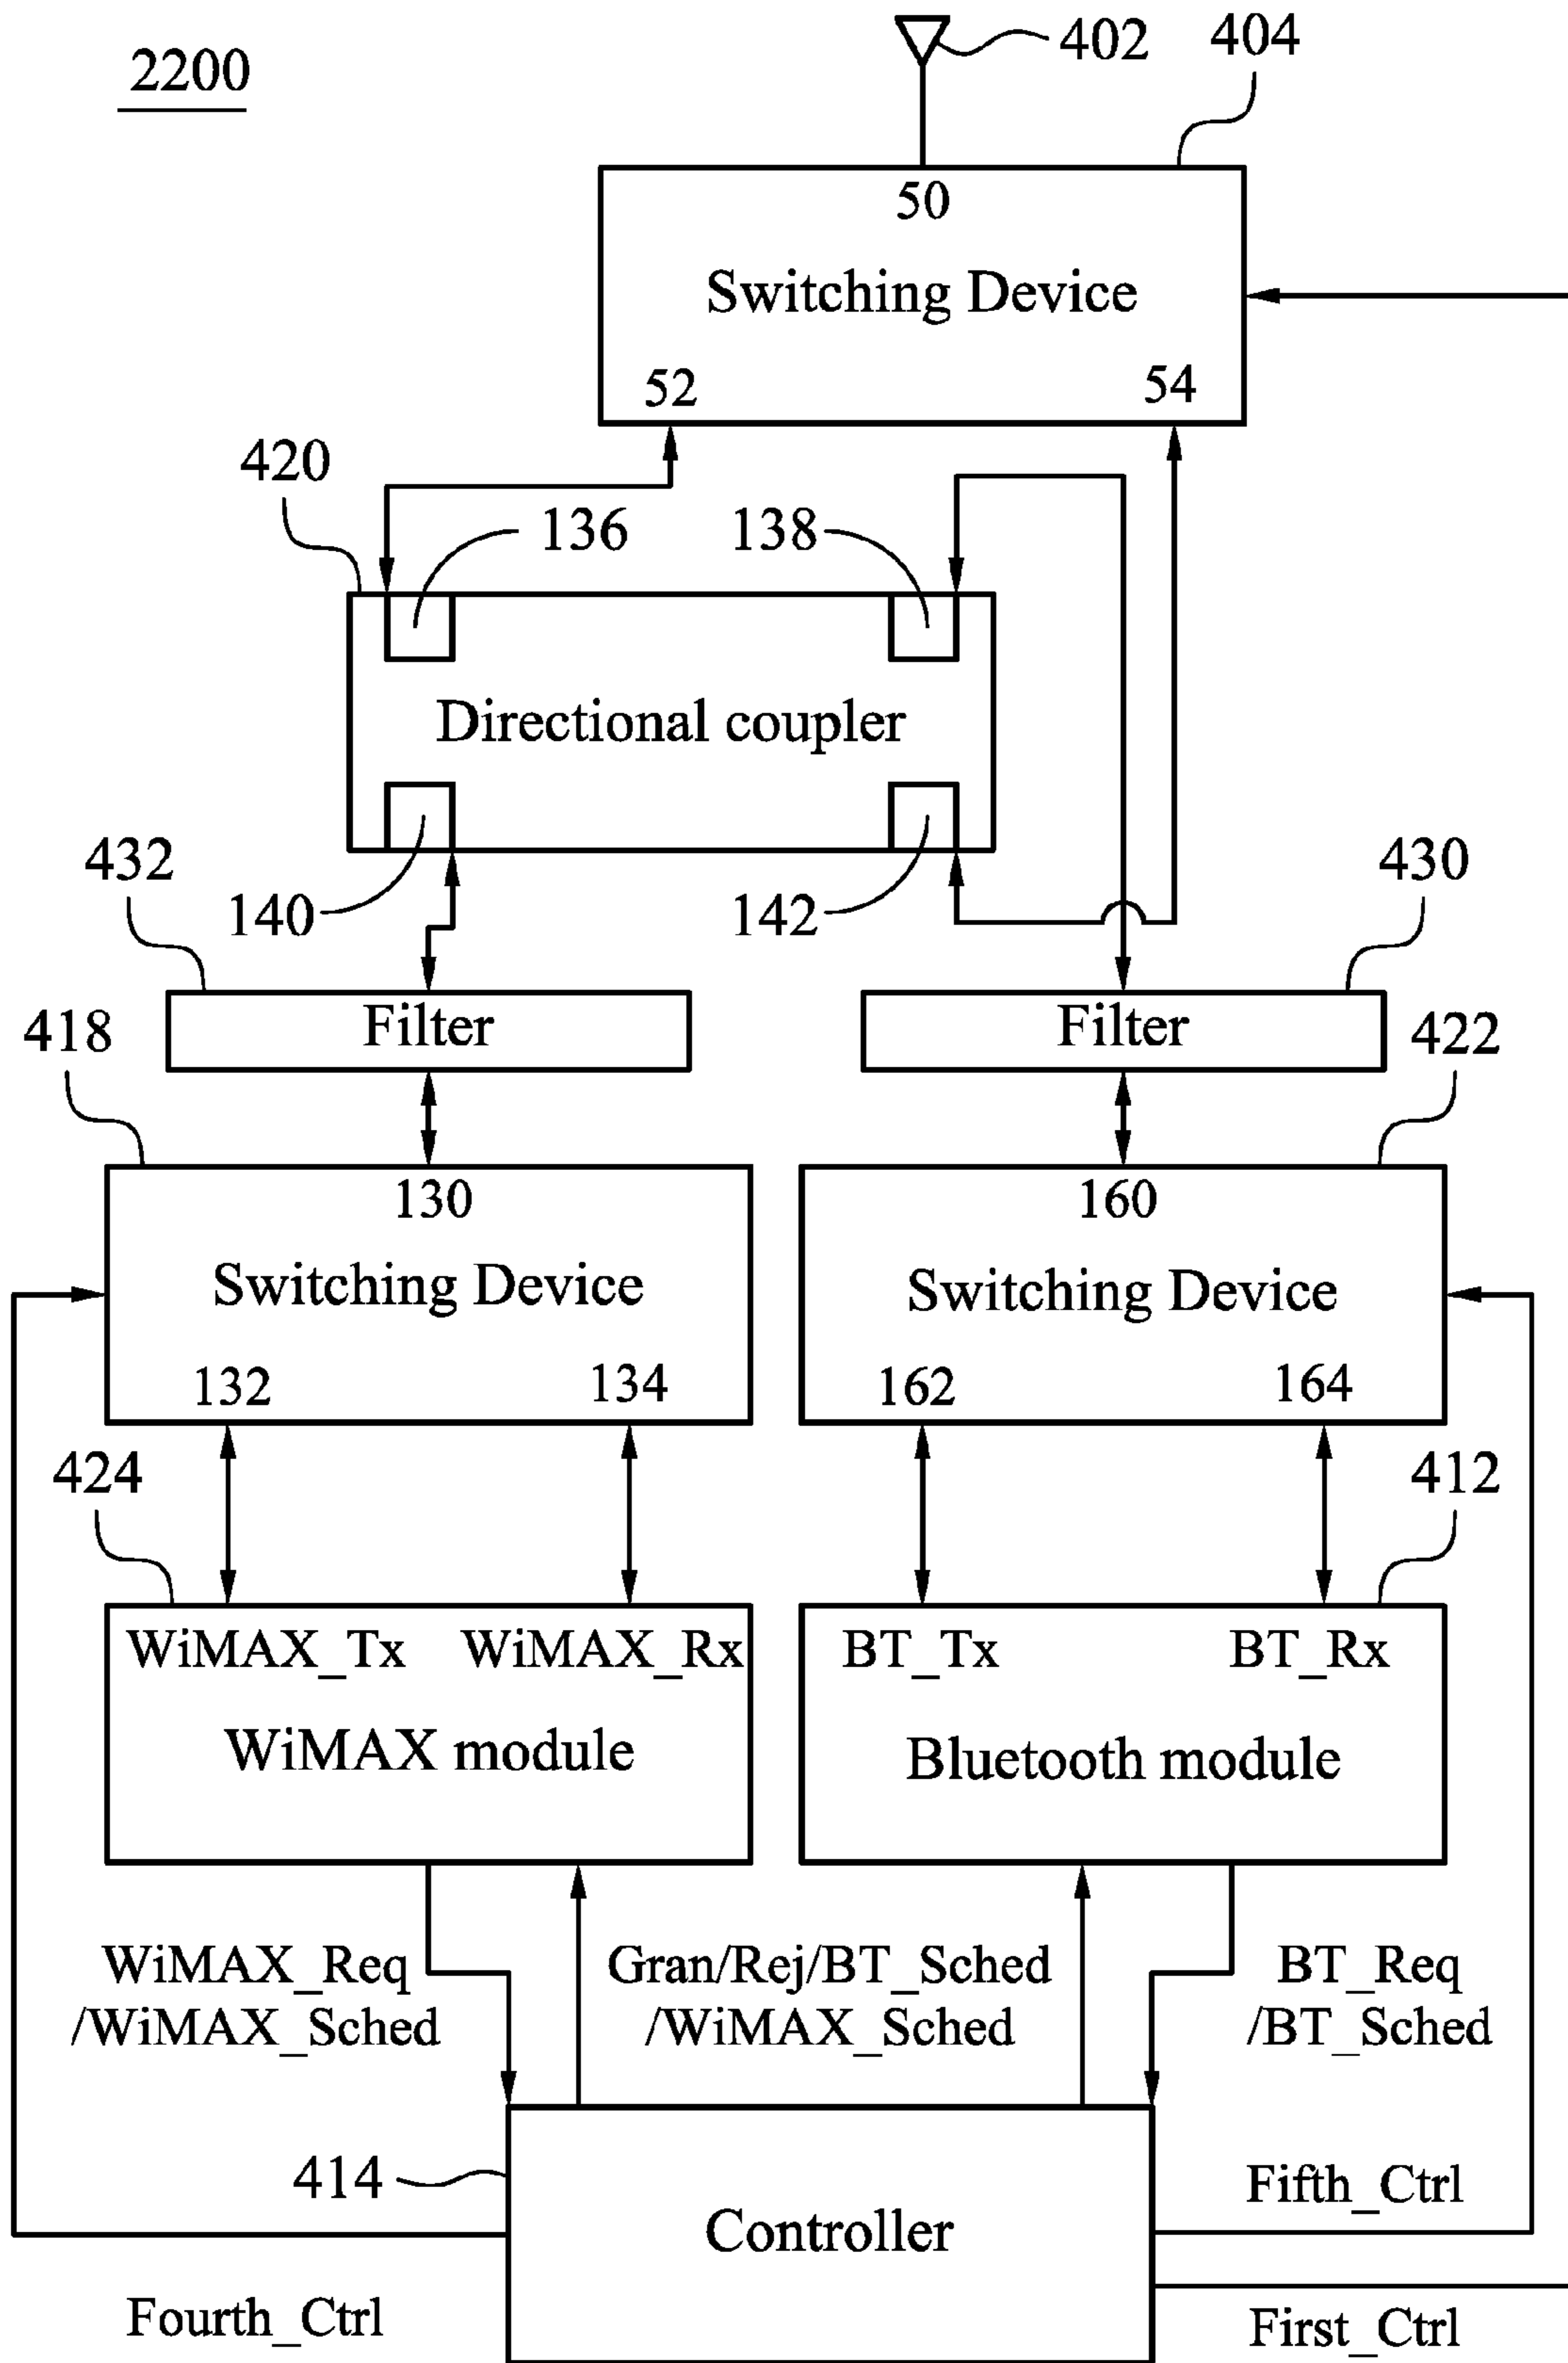 2200
402
404
50
Switching Device
52
54
420
136
138
Directional coupler
432
140
142
430
418
Filter
Filter
422
130
Switching Device
132
134
160
Switching Device
162
164
424
412
WiMAX_Tx
WiMAX_Rx
WiMAX module
BT_Tx
BT_Rx
Bluetooth module
WiMAX_Req
/WiMAX_Sched
Gran/Rej/BT_Sched
/WiMAX_Sched
BT_Req
/BT_Sched
414
Controller
Fifth_Ctrl
Fourth_Ctrl
First_Ctrl